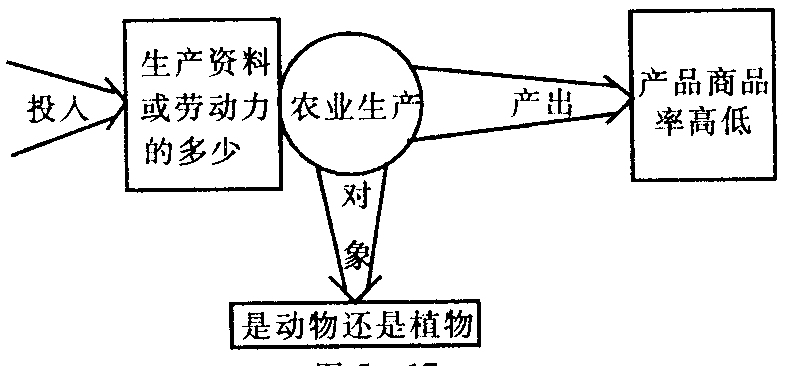 投入
生产资料
或劳动力
的多少
农业生产
产出
产品商品
率高低
对
象
是动物还是植物